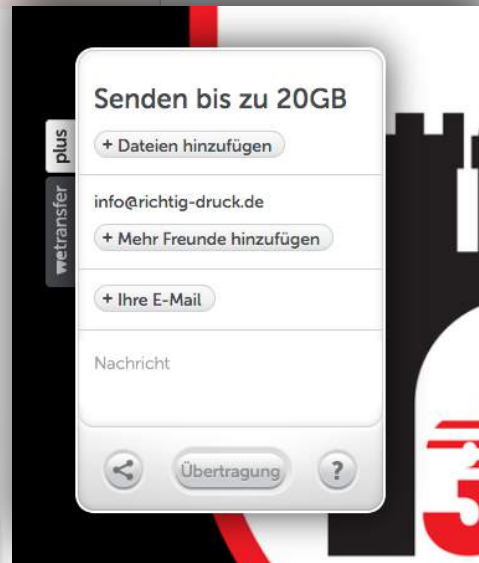 Senden bis zu 20GB
+ Dateien hinzufügen
plus
wetransfer
info@richtig-druck.de
+ Mehr Freunde hinzufügen
+ Ihre E-Mail
Nachricht
Übertragung
?
3